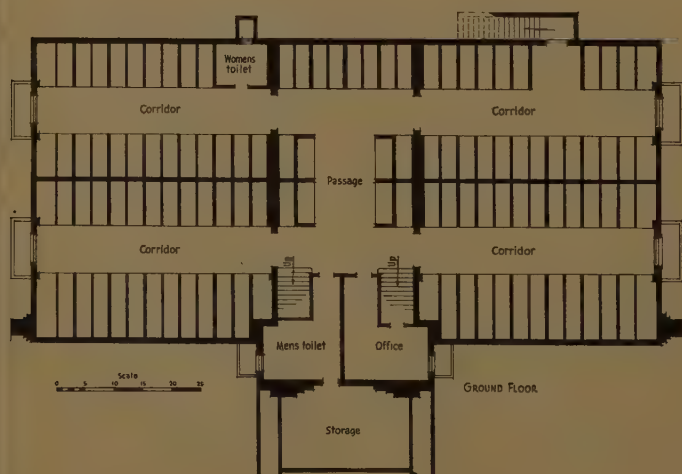 Womens
toilet
Corridor
Corridor
Passage
Corridor
Corridor
UP
UP
Mens toilet
Office
Scale
0 5 10 15 20 25
GROUND FLOOR
Storage